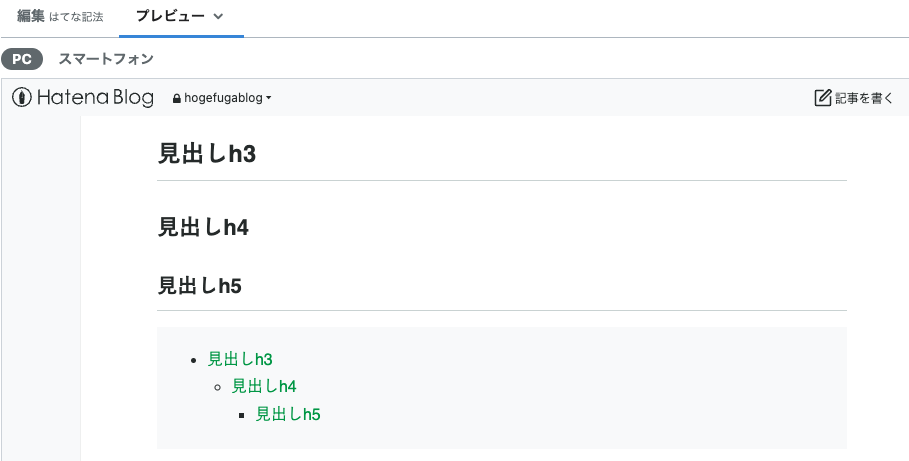 編集 はてな記法 プレビュー
PC スマートフォン
Hatena Blog hogefugablog 記事を書く
見出しh3
見出しh4
見出しh5
見出しh3
見出しh4
見出しh5